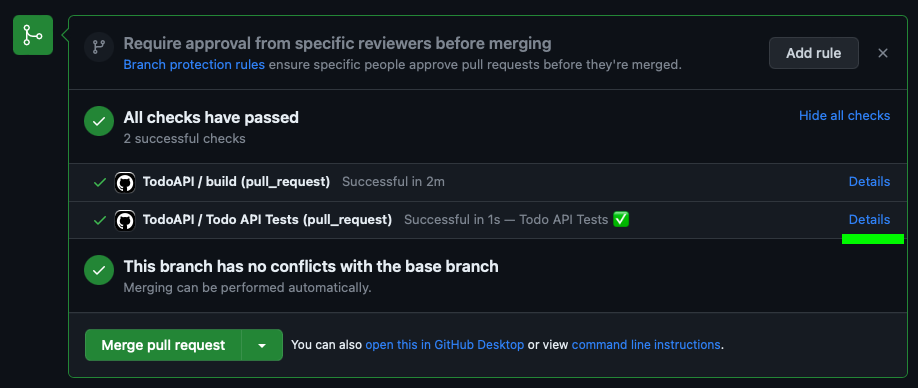 Require approval from specific reviewers before merging
Branch protection rules ensure specific people approve pull requests before they're merged.
Add rule
All checks have passed
2 successful checks
Hide all checks
TodoAPI / build (pull_request) Successful in 2m Details
TodoAPI / Todo API Tests (pull_request) Successful in 1s — Todo API Tests ✅ Details
This branch has no conflicts with the base branch
Merging can be performed automatically.
Merge pull request You can also open this in GitHub Desktop or view command line instructions.